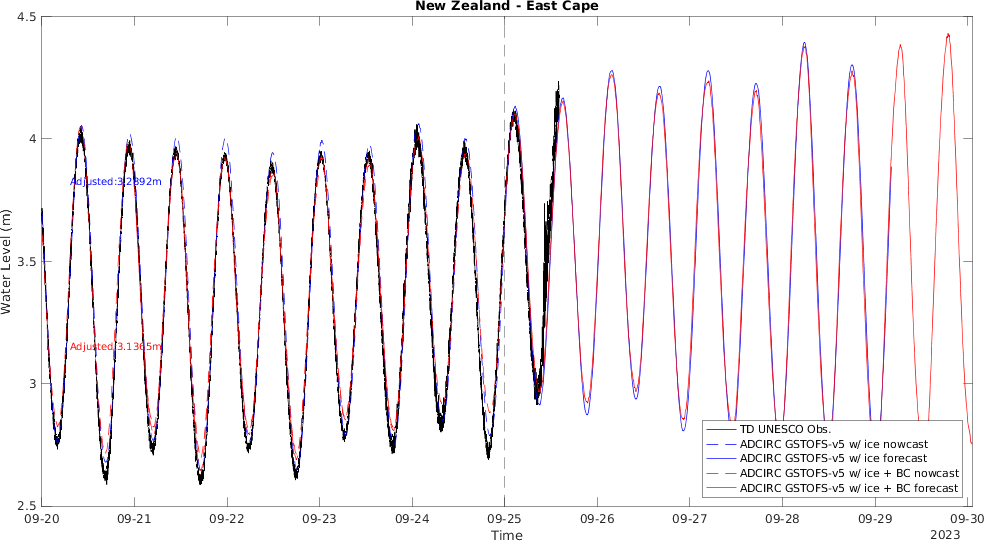 New Zealand - East Cape
4.5
4
3.5
3
2.5
Water Level (m)
Adjusted:3.2892m
Adjusted:3.1365m
TD UNESCO Obs.
ADCIRC GSTOFS-v5 w/ ice nowcast
ADCIRC GSTOFS-v5 w/ ice forecast
ADCIRC GSTOFS-v5 w/ ice + BC nowcast
ADCIRC GSTOFS-v5 w/ ice + BC forecast
09-20 09-21 09-22 09-23 09-24 09-25 09-26 09-27 09-28 09-29 09-30
Time
2023